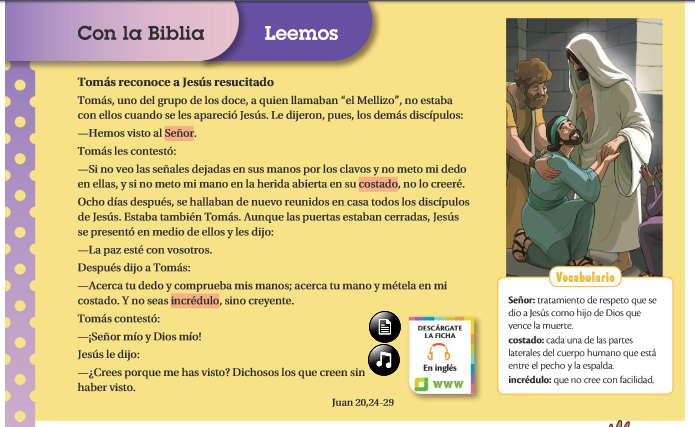 Con la Biblia
Leemos
Tomás reconoce a Jesús resucitado
Tomás, uno del grupo de los doce, a quien llamaban “el Mellizo”, no estaba
con ellos cuando se les apareció Jesús. Le dijeron, pues, los demás discípulos:
—Hemos visto al Señor.
Tomás les contestó:
—Si no veo las señales dejadas en sus manos por los clavos y no meto mi dedo
en ellas, y si no meto mi mano en la herida abierta en su costado, no lo creeré.
Ocho días después, se hallaban de nuevo reunidos en casa todos los discípulos
de Jesús. Estaba también Tomás. Aunque las puertas estaban cerradas, Jesús
se presentó en medio de ellos y les dijo:
—La paz esté con vosotros.
Después dijo a Tomás:
—Acerca tu dedo y comprueba mis manos; acerca tu mano y métela en mi
costado. Y no seas incrédulo, sino creyente.
Tomás contestó:
—¡Señor mío y Dios mío!
Jesús le dijo:
—¿Crees porque me has visto? Dichosos los que creen sin
haber visto.
Juan 20,24-29
DESCÁRGATE
LA FICHA
En inglés
www
Vocabulario
Señor: tratamiento de respeto que se
dio a Jesús como hijo de Dios que
vence la muerte.
costado: cada una de las partes
laterales del cuerpo humano que está
entre el pecho y la espalda.
incrédulo: que no cree con facilidad.